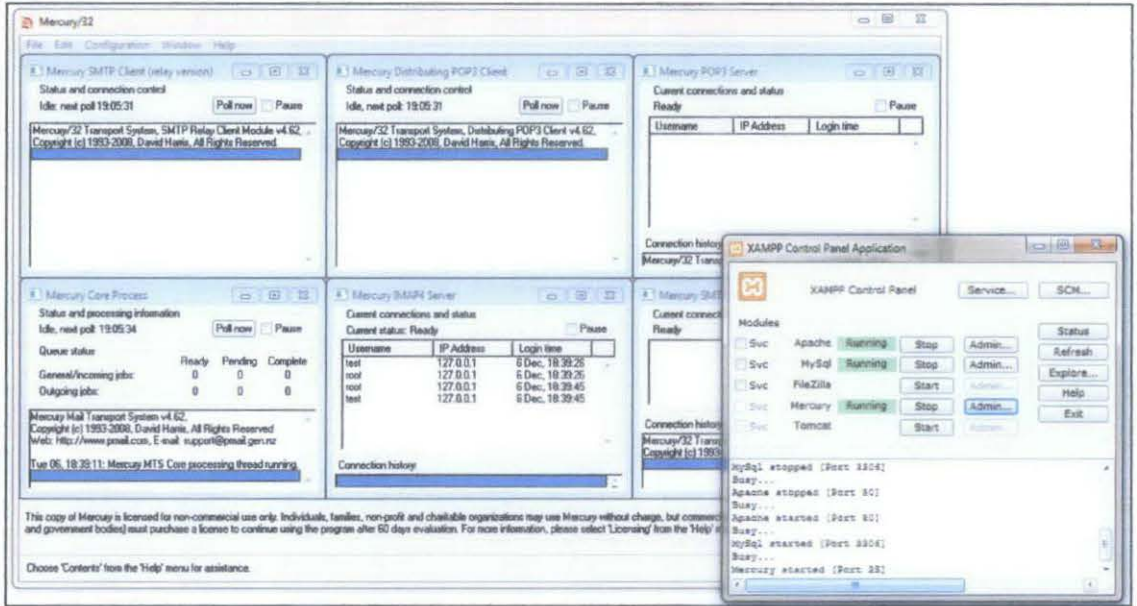 Mercury/32
File Edit Configuration Window Help
Mercury SMTP Client (relay version)
Status and connection control
Idle: next poll 19:05:31 Poll now Pause
Mercury/32 Transport System, SMTP Relay Client Module v4.62,
Copyright (c) 1993-2008, David Harris, All Rights Reserved.
Mercury Distributing POP3 Client
Status and connection control
Idle, next poll: 19:05:31 Poll now Pause
Mercury/32 Transport System, Distributing POP3 Client v4.62,
Copyright (c) 1993-2008, David Harris, All Rights Reserved.
Mercury POP3 Server
Current connections and status
Ready Pause
Username IP Address Login time
Connection history
Mercury/32 Trans
Mercury Core Process
Status and processing information
Idle, next poll: 19:05:34 Poll now Pause
Queue status
Ready Pending Complete
General/incoming jobs: 0 0 0
Outgoing jobs: 0 0 0
Mercury Mail Transport System v4.62,
Copyright (c) 1993-2008, David Harris, All Rights Reserved
Web: http://www.pmail.com, E-mail: support@pmail.gen.nz
Tue 06, 18:39:11: Mercury MTS Core processing thread running.
Mercury IMAP4 Server
Current connections and status
Current status: Ready Pause
Username IP Address Login time
test 127.0.0.1 6 Dec, 18:39:26
root 127.0.0.1 6 Dec, 18:39:26
root 127.0.0.1 6 Dec, 18:39:45
test 127.0.0.1 6 Dec, 18:39:45
Connection history
Mercury SMT
Current connect
Ready
Connection history
Mercury/32 Trans
Copyright (c) 1993
This copy of Mercury is licensed for non-commercial use only. Individuals, families, non-profit and charitable organizations may use Mercury without charge, but commerc
and government bodies) must purchase a license to continue using the program after 60 days evaluation. For more information, please select 'Licensing' from the 'Help' m
Choose 'Contents' from the 'Help' menu for assistance.
XAMPP Control Panel Application
XAMPP Control Panel Service... SCM...
Modules
Status
Svc Apache Running Stop Admin...
Refresh
Svc MySql Running Stop Admin...
Explore...
Svc FileZilla Start Admin...
Help
Svc Mercury Running Stop Admin...
Exit
Svc Tomcat Start Admin...
MySql stopped [Port 3306]
Busy...
Apache stopped [Port 80]
Busy...
Apache started [Port 80]
Busy...
MySql started [Port 3306]
Busy...
Mercury started [Port 25]